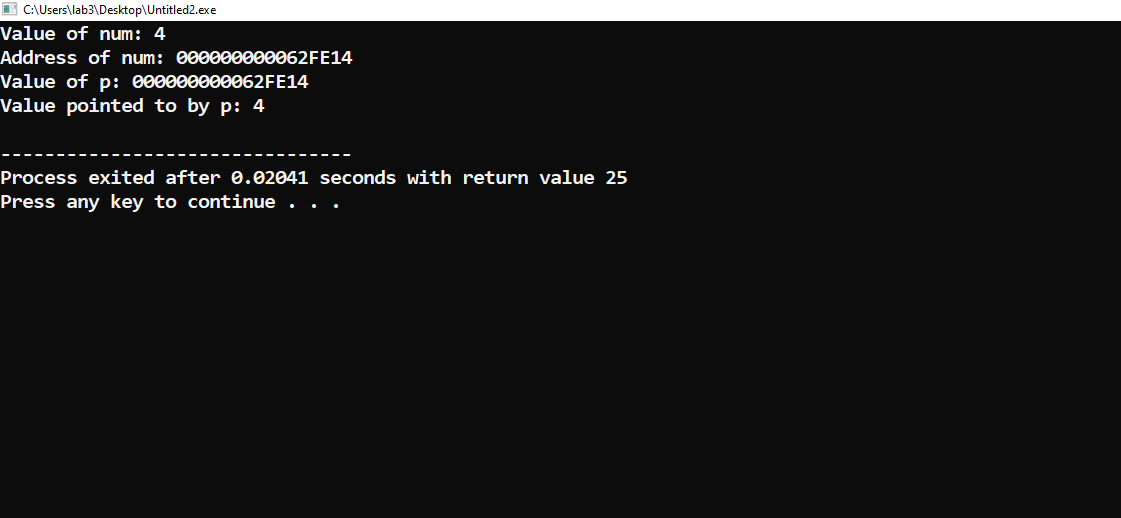 C:\Users\lab3\Desktop\Untitled2.exe
Value of num: 4
Address of num: 000000000062FE14
Value of p: 000000000062FE14
Value pointed to by p: 4
--------------------------------
Process exited after 0.02041 seconds with return value 25
Press any key to continue . . .